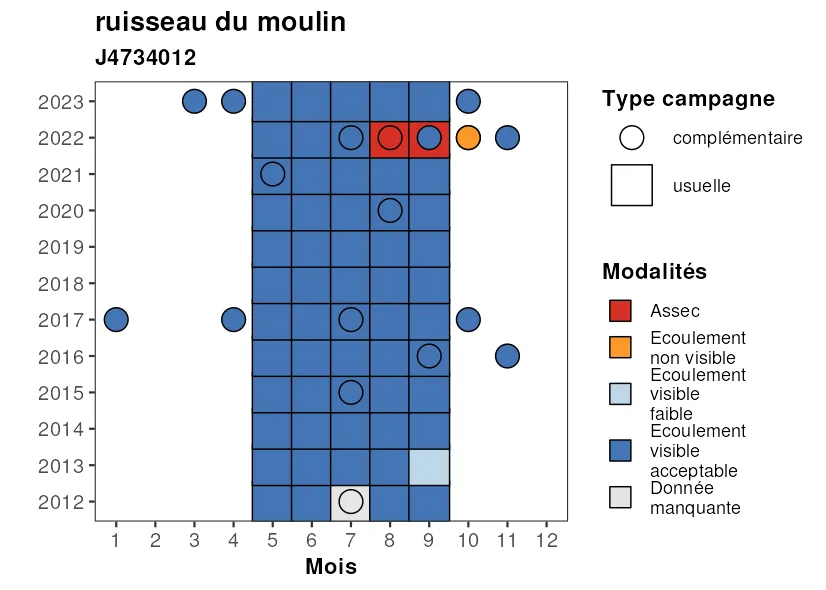 ruisseau du moulin
J4734012
2023
2022
2021
2020
2019
2018
2017
2016
2015
2014
2013
2012
1 2 3 4 5 6 7 8 9 10 11 12
Mois
Type campagne
complémentaire
usuelle
Modalités
Assec
Ecoulement
non visible
Ecoulement
visible
faible
Ecoulement
visible
acceptable
Donnée
manquante